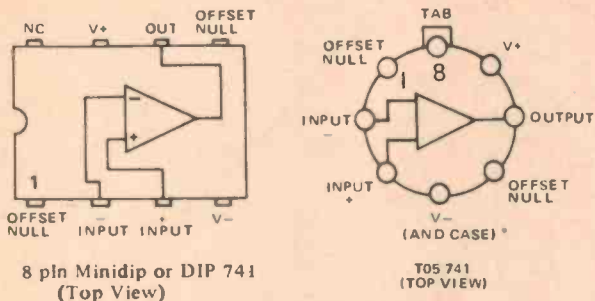 NC
V+
OUT
OFFSET
NULL
−
+
1
OFFSET
NULL
−
INPUT
+
INPUT
V−
8 pin Minidip or DIP 741
(Top View)
TAB
OFFSET
NULL
8
V+
1
INPUT
−
OUTPUT
INPUT
+
OFFSET
NULL
V−
(AND CASE)*
T05 741
(TOP VIEW)